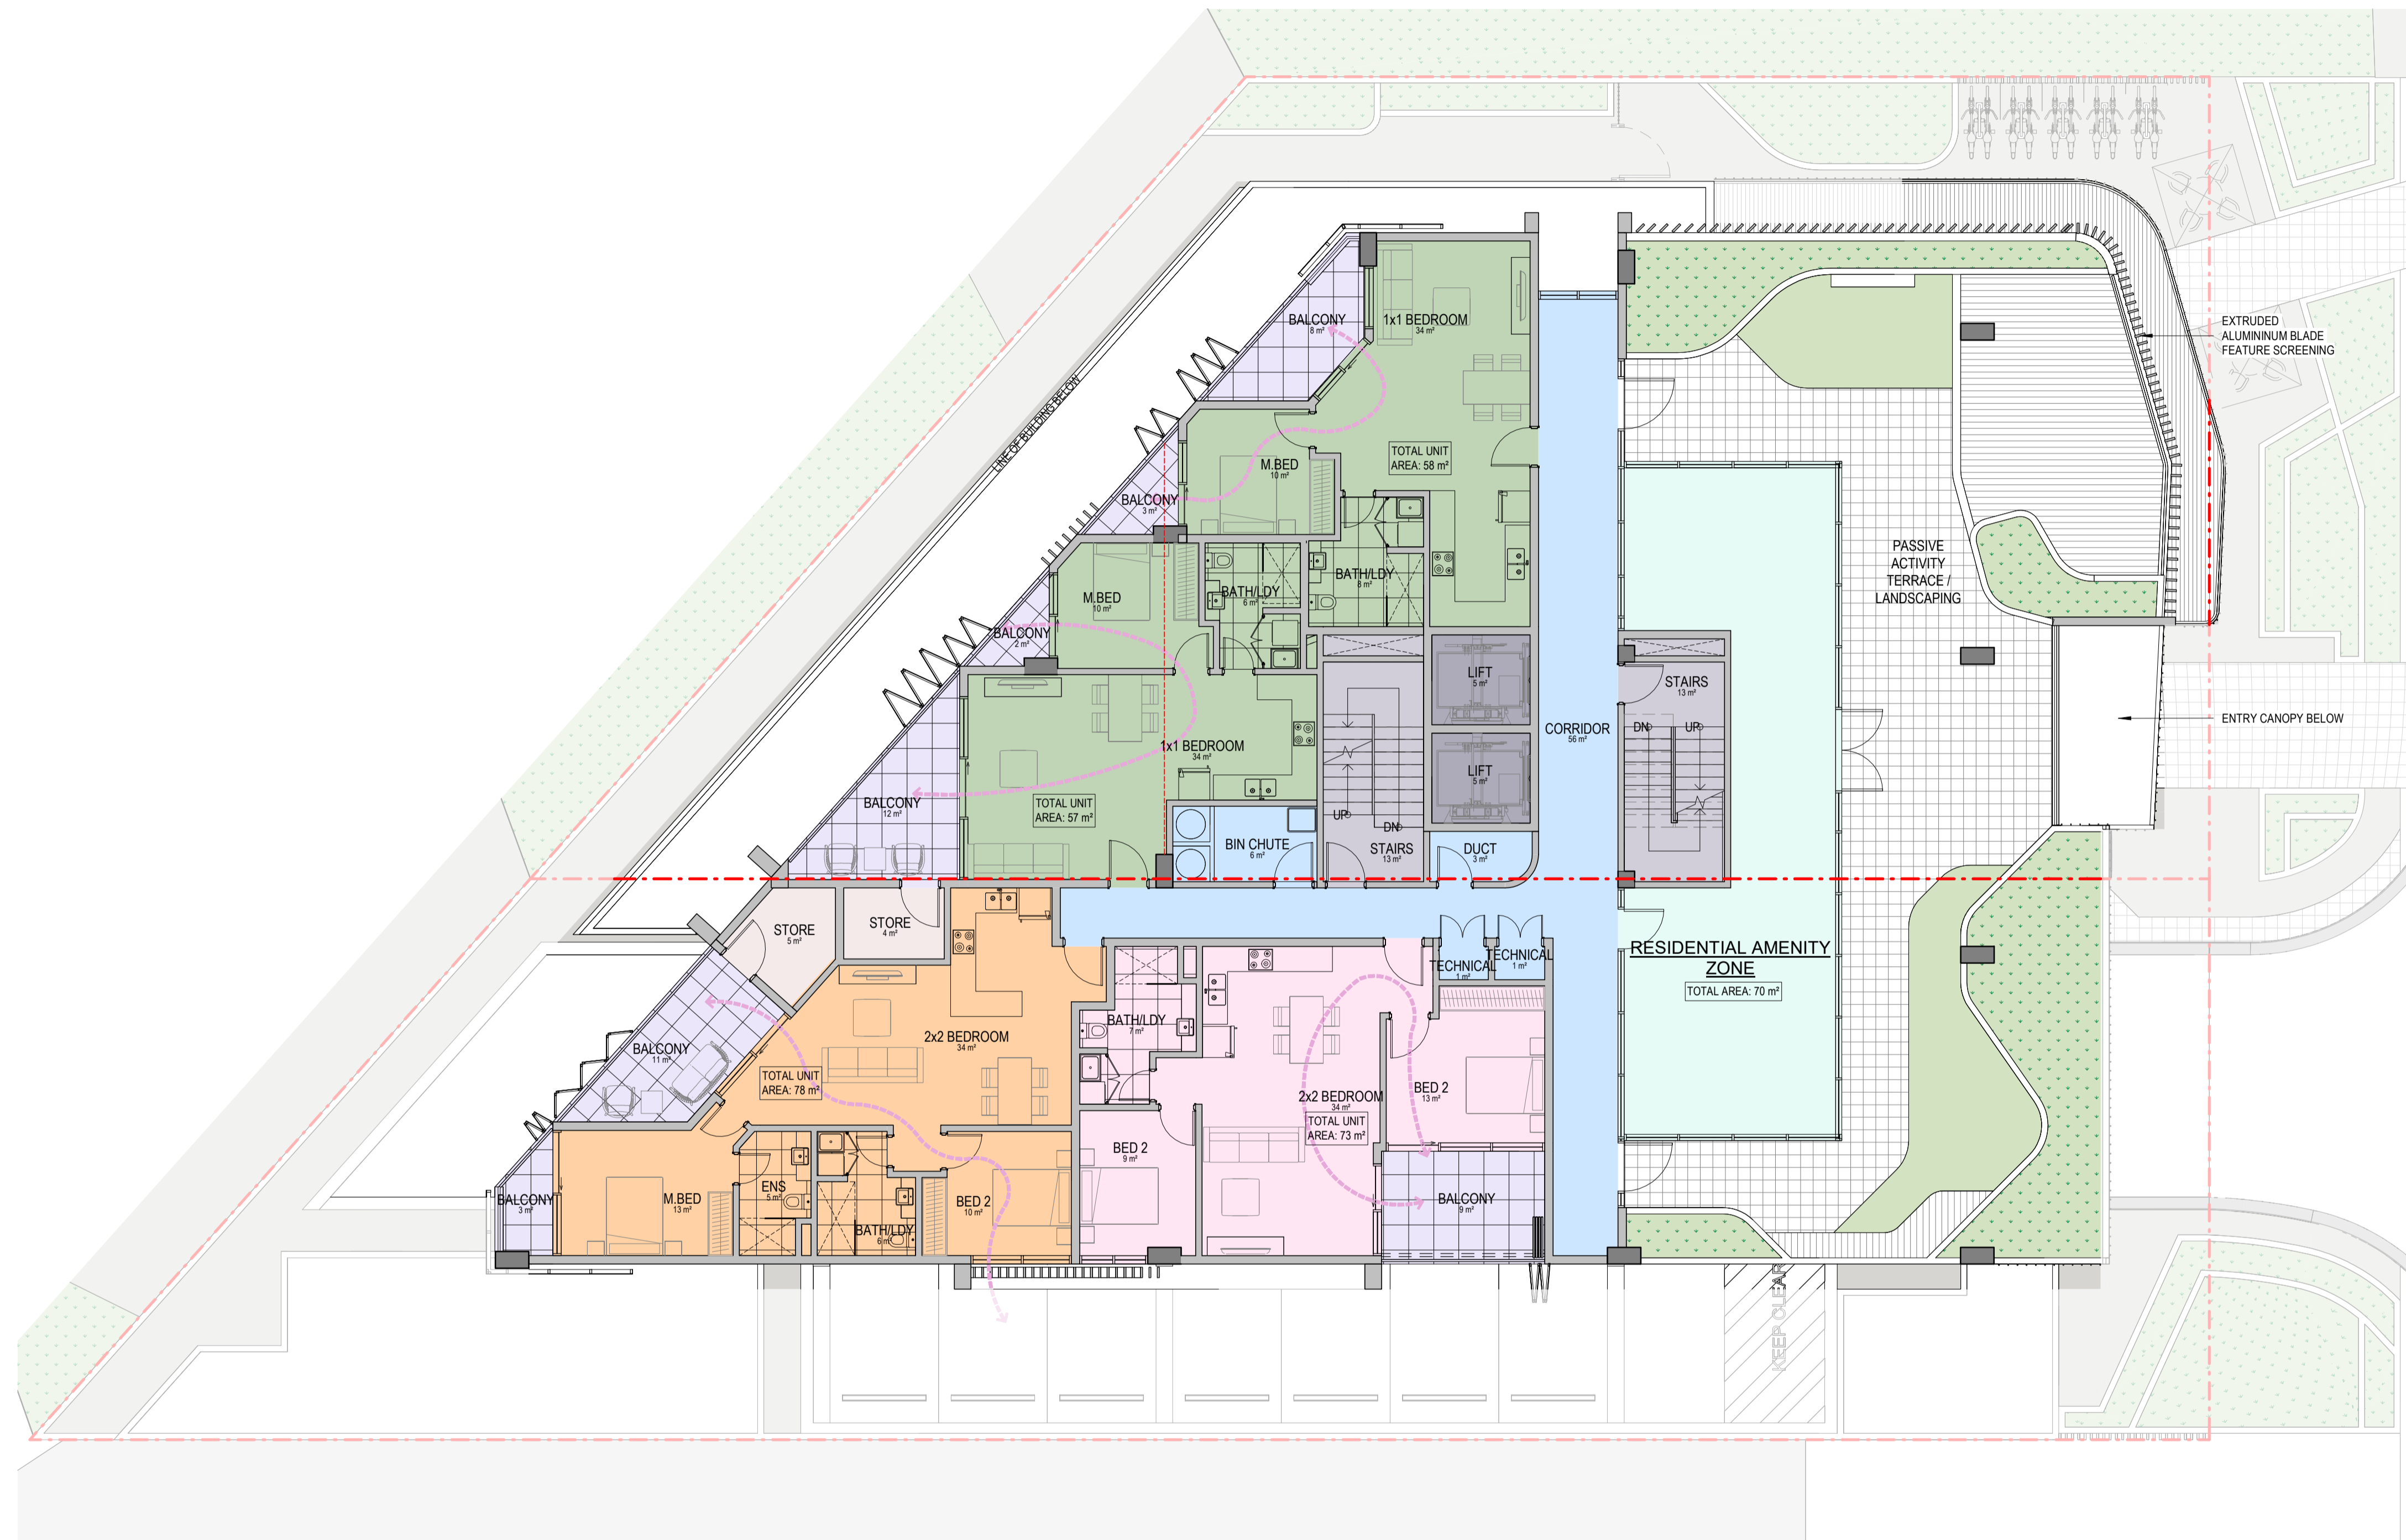 EXTRUDED
ALUMININUM BLADE
FEATURE SCREENING
BALCONY
8 m²
1x1 BEDROOM
34 m²
LINE OF BUILDING BELOW
TOTAL UNIT
AREA: 58 m²
M.BED
10 m²
BALCONY
3 m²
PASSIVE
ACTIVITY
TERRACE /
LANDSCAPING
BATH/LDY
8 m²
BATH/LDY
6 m²
M.BED
10 m²
BALCONY
2 m²
LIFT
5 m²
STAIRS
13 m²
DN
UP
ENTRY CANOPY BELOW
CORRIDOR
56 m²
1x1 BEDROOM
34 m²
LIFT
5 m²
BALCONY
12 m²
TOTAL UNIT
AREA: 57 m²
UP
DN
BIN CHUTE
6 m²
STAIRS
13 m²
DUCT
3 m²
STORE
5 m²
STORE
4 m²
RESIDENTIAL AMENITY
ZONE
TOTAL AREA: 70 m²
TECHNICAL
1 m²
TECHNICAL
1 m²
BATH/LDY
7 m²
2x2 BEDROOM
34 m²
BALCONY
11 m²
TOTAL UNIT
AREA: 78 m²
BED 2
13 m²
2x2 BEDROOM
34 m²
TOTAL UNIT
AREA: 73 m²
BED 2
9 m²
ENS
5 m²
M.BED
13 m²
BALCONY
3 m²
BED 2
10 m²
BALCONY
9 m²
BATH/LDY
6 m²
KEEP CLEAR